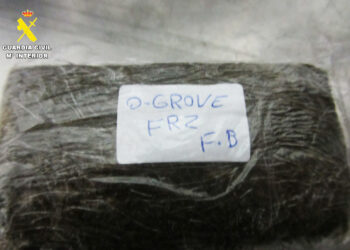 GUARDIA CIVIL
M INTERIOR
O-GROVE
FRZ
F.B